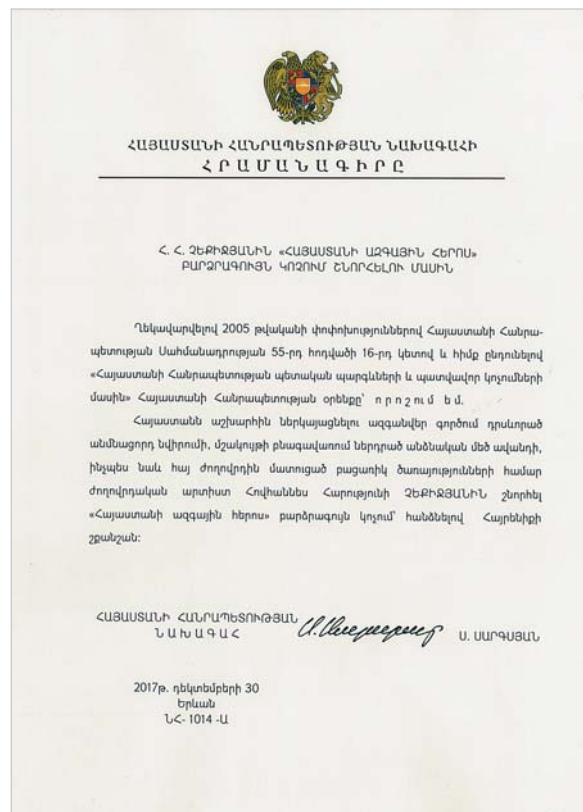 ՀԱՅԱՍՏԱՆԻ ՀԱՆՐԱՊԵՏՈՒԹՅԱՆ ՆԱԽԱԳԱՀԻ
ՀՐԱՄԱՆԱԳԻՐԸ
Հ. Հ. ՉԵՔԻՋՅԱՆԻՆ «ՀԱՅԱՍՏԱՆԻ ԱԶԳԱՅԻՆ ՀԵՐՈՍ»
ԲԱՐՁՐԱԳՈՒՅՆ ԿՈՉՈՒՄ ՇՆՈՐՀԵԼՈՒ ՄԱՍԻՆ
Ղեկավարվելով 2005 թվականի փոփոխություններով Հայաստանի Հանրա-
պետության Սահմանադրության 55-րդ հոդվածի 16-րդ կետով և հիմք ընդունելով
«Հայաստանի Հանրապետության պետական պարգևների և պատվավոր կոչումների
մասին» Հայաստանի Հանրապետության օրենքը՝ որոշում եմ.
Հայաստանն աշխարհին ներկայացնելու ազգանվեր գործում դրսևորած
անմնացորդ նվիրումի, մշակույթի բնագավառում ներդրած անձնական մեծ ավանդի,
ինչպես նաև հայ ժողովրդին մատուցած բացառիկ ծառայությունների համար
ժողովրդական արտիստ Հովհաննես Հարությունի ՉԵՔԻՋՅԱՆԻՆ շնորհել
«Հայաստանի ազգային հերոս» բարձրագույն կոչում՝ հանձնելով Հայրենիքի
շքանշան:
ՀԱՅԱՍՏԱՆԻ ՀԱՆՐԱՊԵՏՈՒԹՅԱՆ
ՆԱԽԱԳԱՀ
Ս. ՍԱՐԳՍՅԱՆ
2017թ. դեկտեմբերի 30
Երևան
ՆՀ- 1014 -Ա